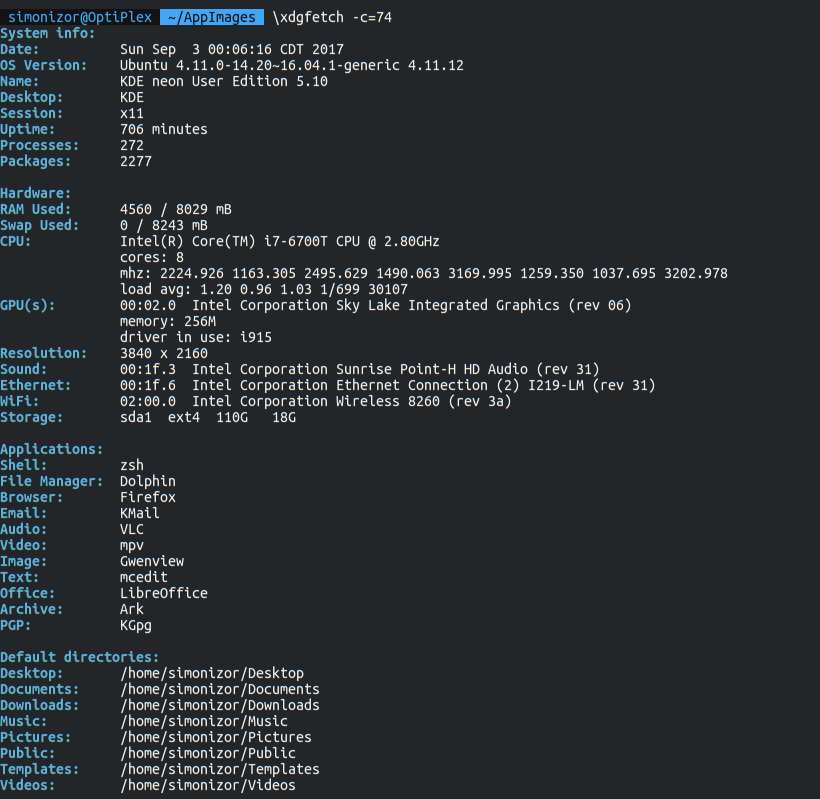 simonizor@OptiPlex ~/AppImages \xdgfetch -c=74
System info:
Date: Sun Sep  3 00:06:16 CDT 2017
OS Version: Ubuntu 4.11.0-14.20~16.04.1-generic 4.11.12
Name: KDE neon User Edition 5.10
Desktop: KDE
Session: x11
Uptime: 706 minutes
Processes: 272
Packages: 2277
Hardware:
RAM Used: 4560 / 8029 mB
Swap Used: 0 / 8243 mB
CPU: Intel(R) Core(TM) i7-6700T CPU @ 2.80GHz
cores: 8
mhz: 2224.926 1163.305 2495.629 1490.063 3169.995 1259.350 1037.695 3202.978
load avg: 1.20 0.96 1.03 1/699 30107
GPU(s): 00:02.0  Intel Corporation Sky Lake Integrated Graphics (rev 06)
memory: 256M
driver in use: i915
Resolution: 3840 x 2160
Sound: 00:1f.3  Intel Corporation Sunrise Point-H HD Audio (rev 31)
Ethernet: 00:1f.6  Intel Corporation Ethernet Connection (2) I219-LM (rev 31)
WiFi: 02:00.0  Intel Corporation Wireless 8260 (rev 3a)
Storage: sda1  ext4  110G   18G
Applications:
Shell: zsh
File Manager: Dolphin
Browser: Firefox
Email: KMail
Audio: VLC
Video: mpv
Image: Gwenview
Text: mcedit
Office: LibreOffice
Archive: Ark
PGP: KGpg
Default directories:
Desktop: /home/simonizor/Desktop
Documents: /home/simonizor/Documents
Downloads: /home/simonizor/Downloads
Music: /home/simonizor/Music
Pictures: /home/simonizor/Pictures
Public: /home/simonizor/Public
Templates: /home/simonizor/Templates
Videos: /home/simonizor/Videos